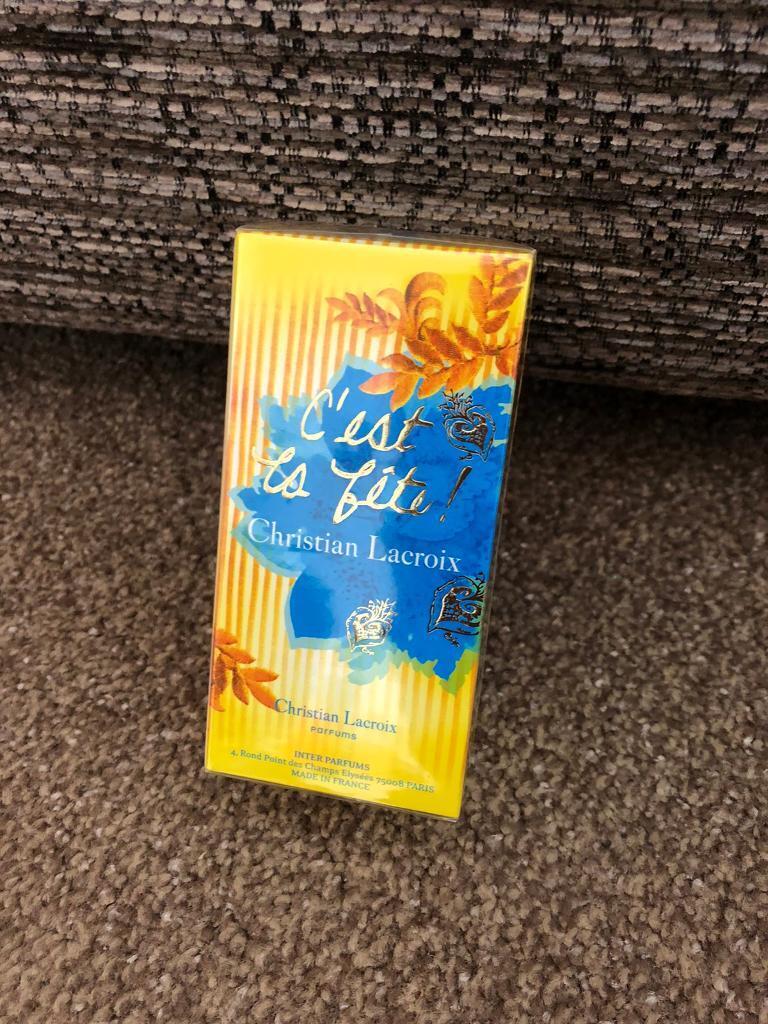 C'est
la fête!
Christian Lacroix
Christian Lacroix
PARFUMS
INTER PARFUMS
4, Rond Point des Champs Elysées 75008 PARIS
MADE IN FRANCE